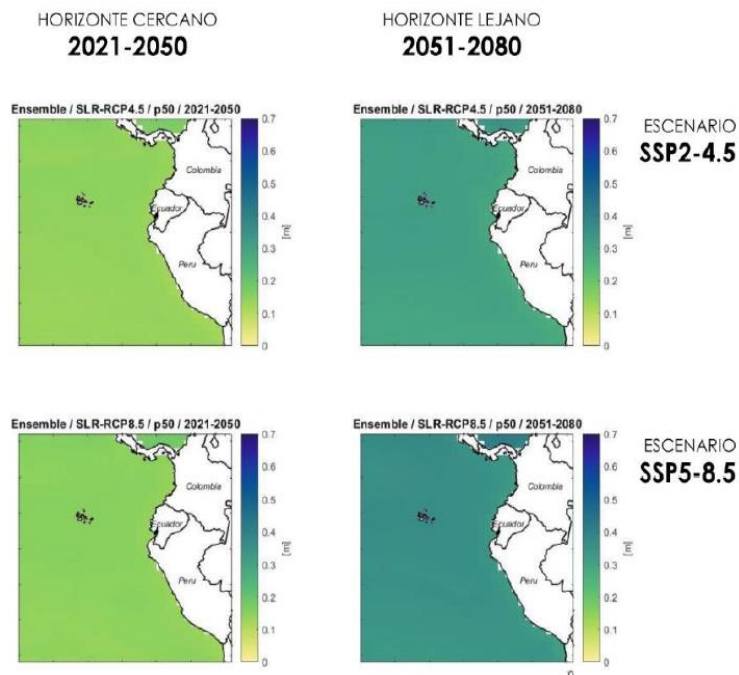 HORIZONTE CERCANO
2021-2050
HORIZONTE LEJANO
2051-2080
Ensemble / SLR-RCP4.5 / p50 / 2021-2050
0.7
0.6
0.5
0.4
0.3
0.2
0.1
0
[m]
Colombia
Ecuador
Peru
Ensemble / SLR-RCP4.5 / p50 / 2051-2080
0.7
0.6
0.5
0.4
0.3
0.2
0.1
0
[m]
Colombia
Ecuador
Peru
ESCENARIO
SSP2-4.5
Ensemble / SLR-RCP8.5 / p50 / 2021-2050
0.7
0.6
0.5
0.4
0.3
0.2
0.1
0
[m]
Colombia
Ecuador
Peru
Ensemble / SLR-RCP8.5 / p50 / 2051-2080
0.7
0.6
0.5
0.4
0.3
0.2
0.1
0
[m]
Colombia
Ecuador
Peru
ESCENARIO
SSP5-8.5